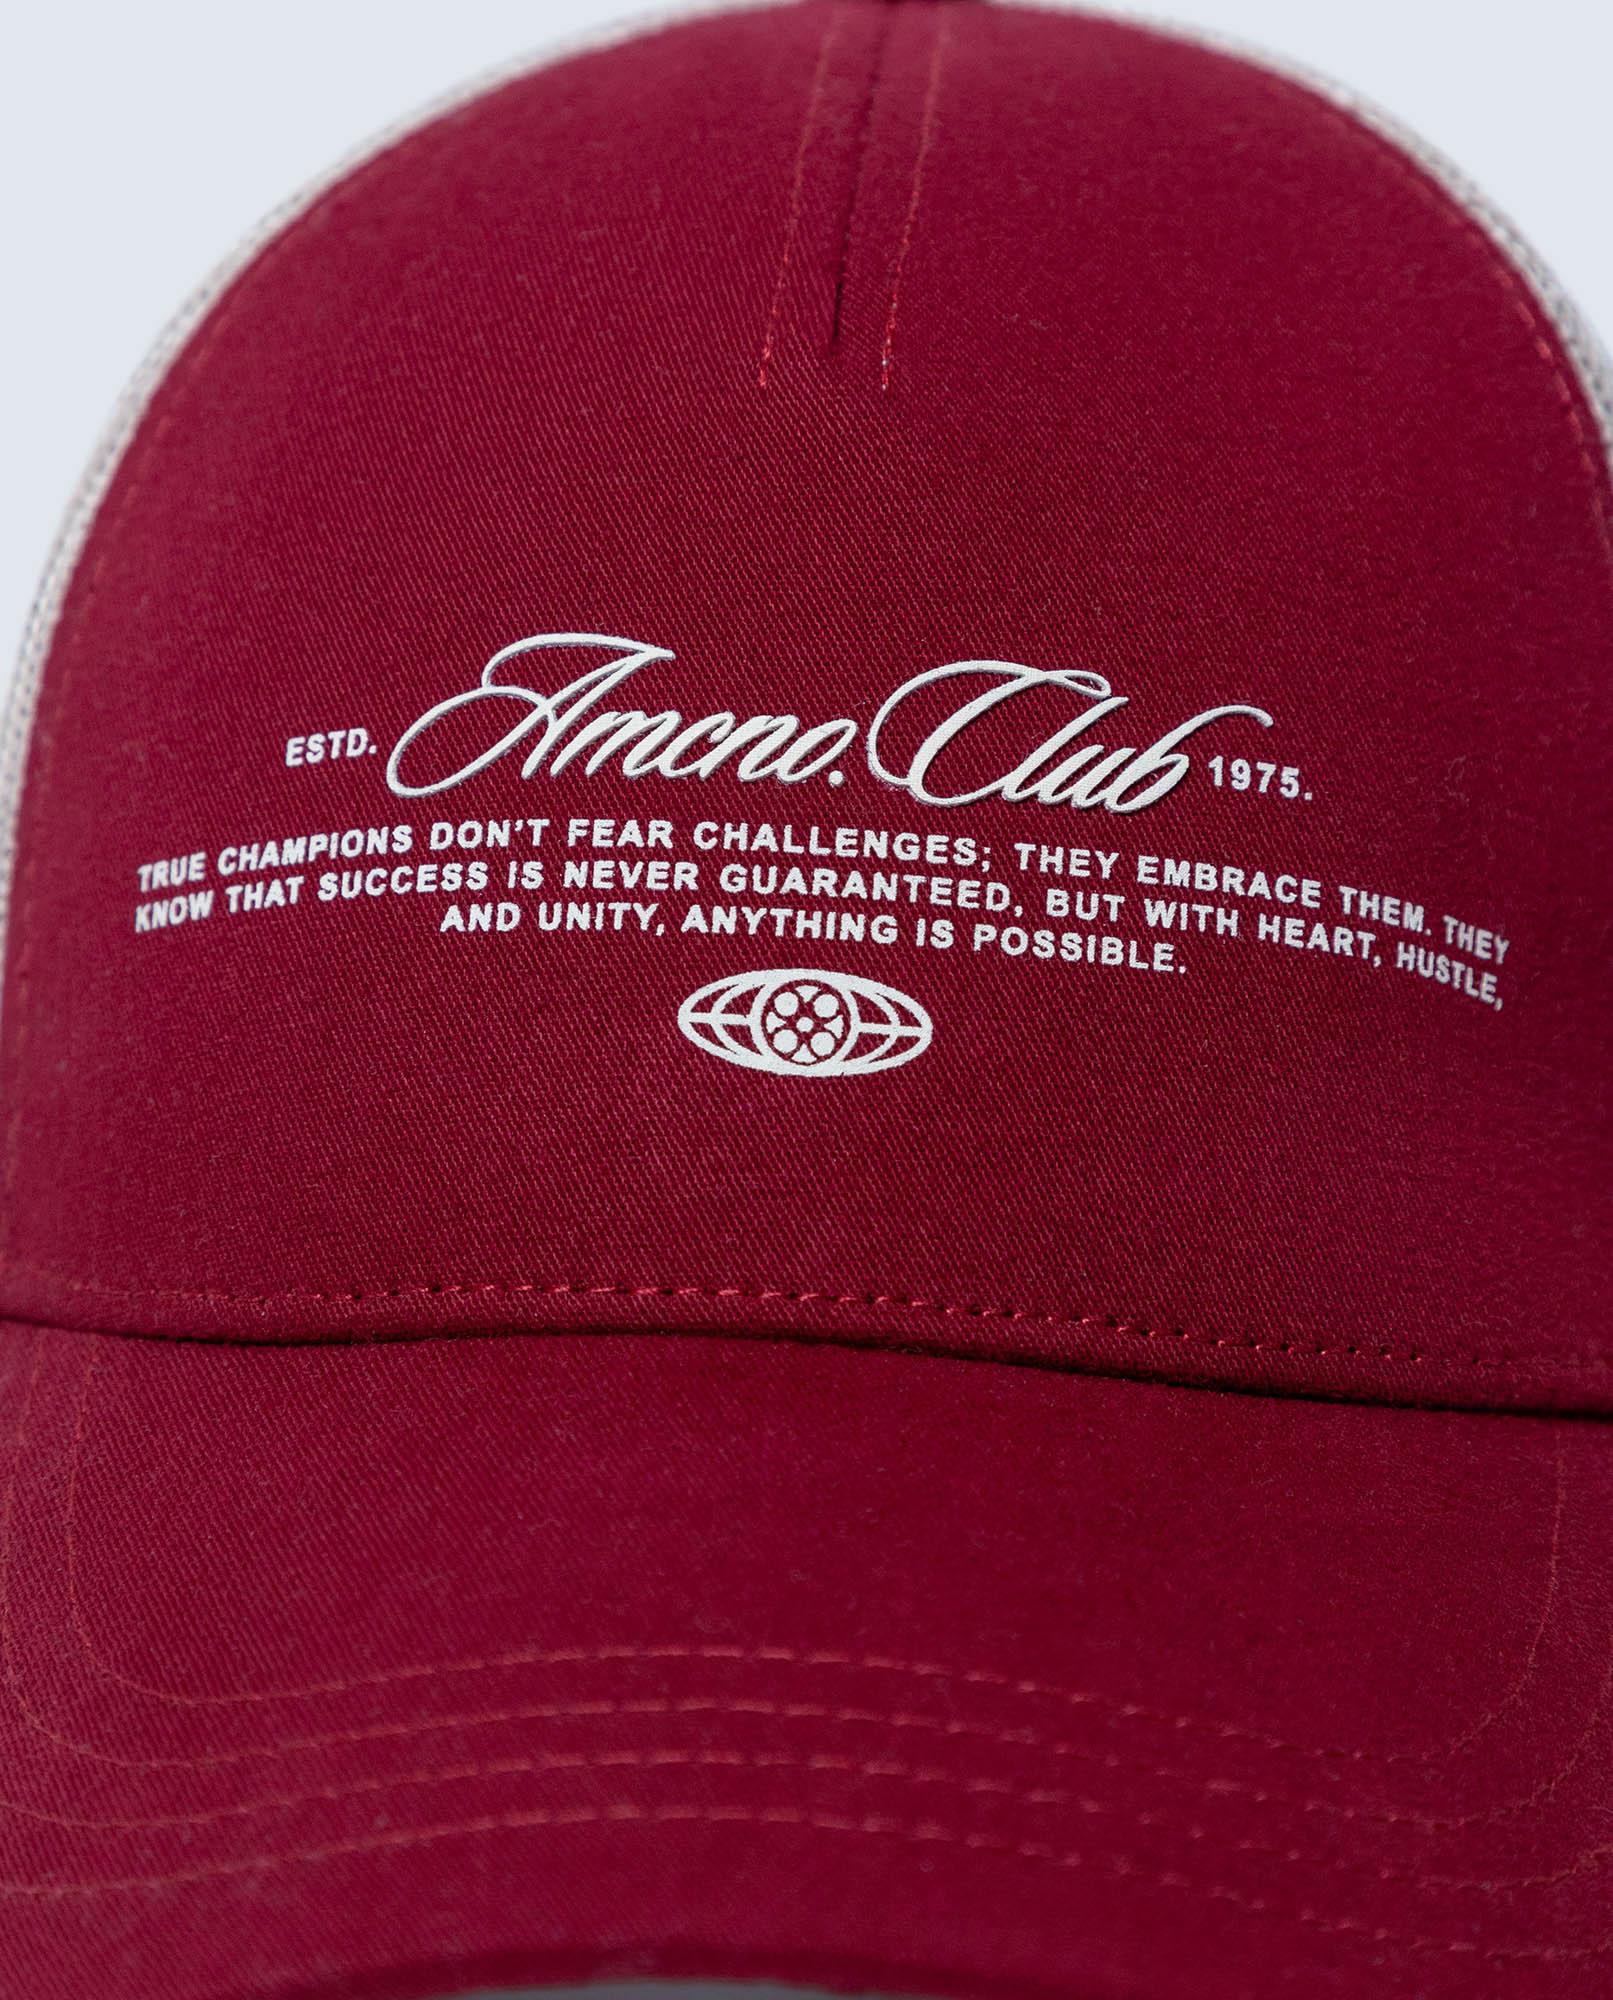 ESTD. Amcno. Club 1975.
TRUE CHAMPIONS DON'T FEAR CHALLENGES; THEY EMBRACE THEM. THEY
KNOW THAT SUCCESS IS NEVER GUARANTEED, BUT WITH HEART, HUSTLE,
AND UNITY, ANYTHING IS POSSIBLE.